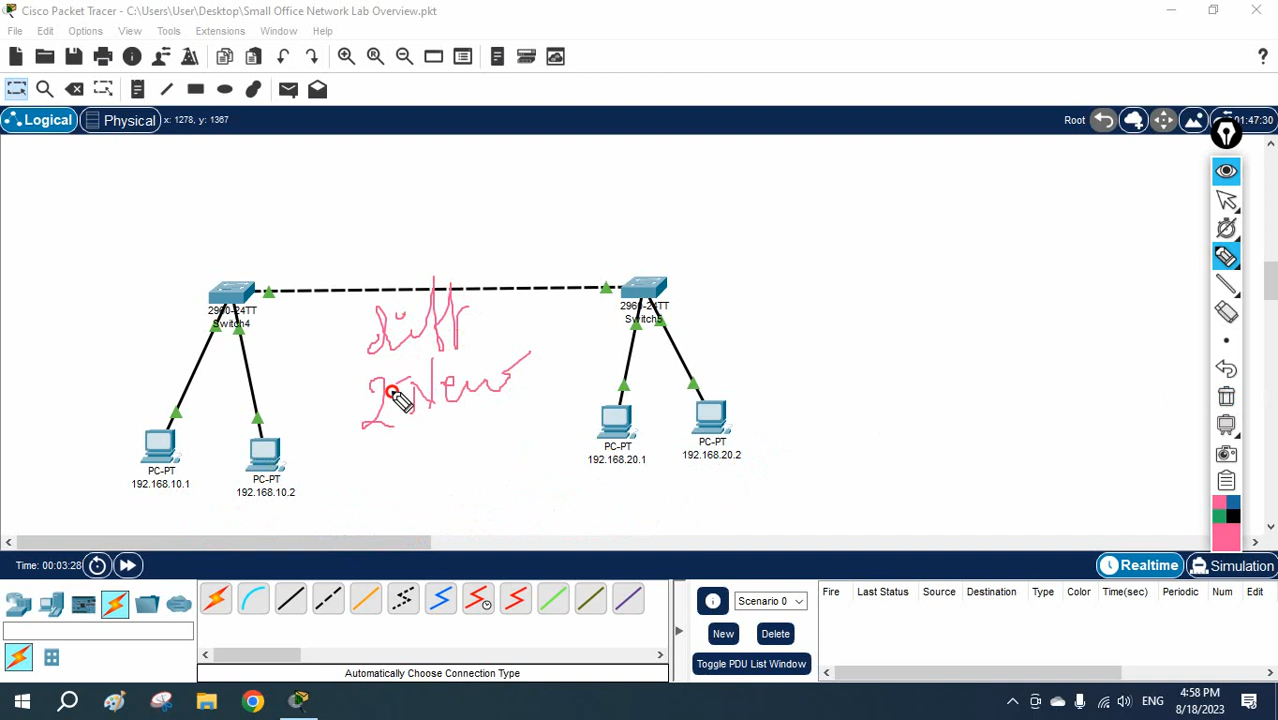 Cisco Packet Tracer - C:\Users\User\Desktop\Small Office Network Lab Overview.pkt
File Edit Options View Tools Extensions Window Help
Logical Physical x: 1278, y: 1367 Root 01:47:30
2960-24TT
Switch4
2960-24TT
Switch5
diff
2 New
PC-PT
192.168.10.1
PC-PT
192.168.10.2
PC-PT
192.168.20.1
PC-PT
192.168.20.2
Time: 00:03:28 Realtime Simulation
Scenario 0
New Delete
Toggle PDU List Window
Fire Last Status Source Destination Type Color Time(sec) Periodic Num Edit
Automatically Choose Connection Type
ENG 4:58 PM
8/18/2023